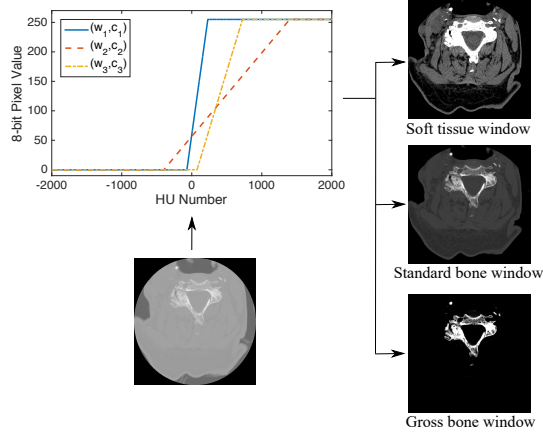 250
200
150
100
50
0
8-bit Pixel Value
(w₁,c₁)
(w₂,c₂)
(w₃,c₃)
-2000 -1000 0 1000 2000
HU Number
Soft tissue window
Standard bone window
Gross bone window